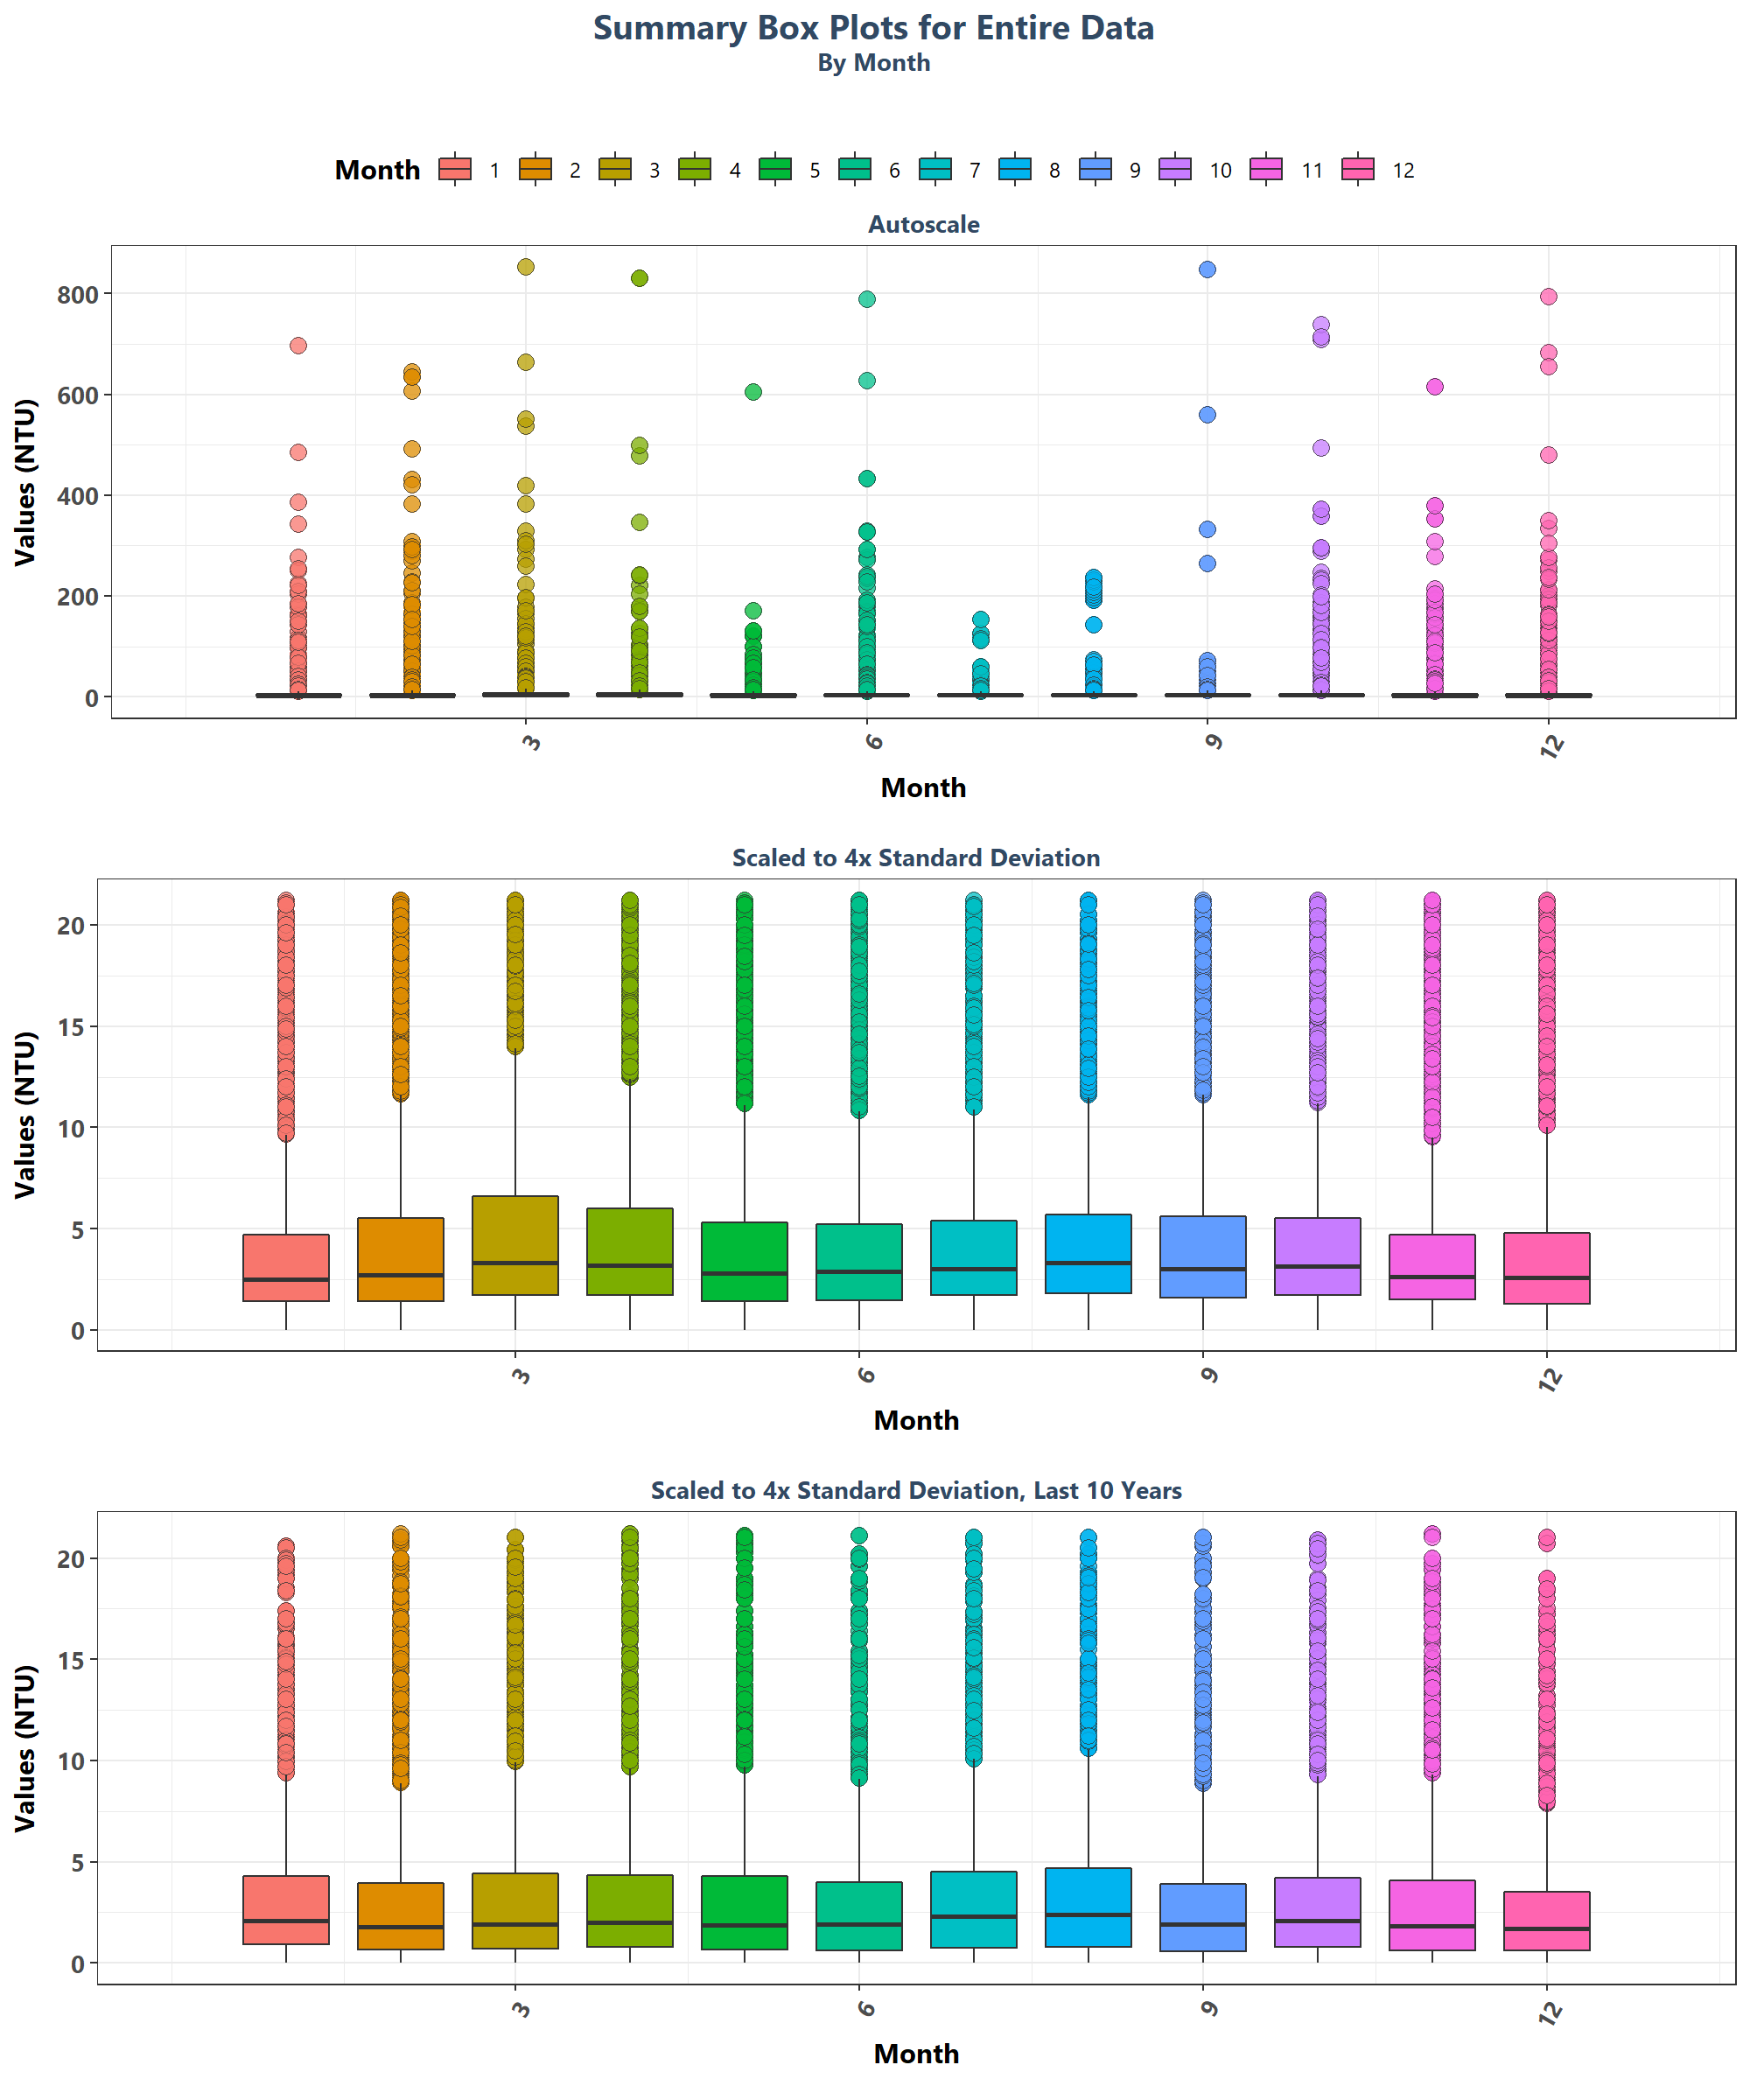 Summary Box Plots for Entire Data
By Month
Month 1 2 3 4 5 6 7 8 9 10 11 12
Autoscale
Values (NTU)
800
600
400
200
0
3 6 9 12
Month
Scaled to 4x Standard Deviation
Values (NTU)
20
15
10
5
0
3 6 9 12
Month
Scaled to 4x Standard Deviation, Last 10 Years
Values (NTU)
20
15
10
5
0
3 6 9 12
Month